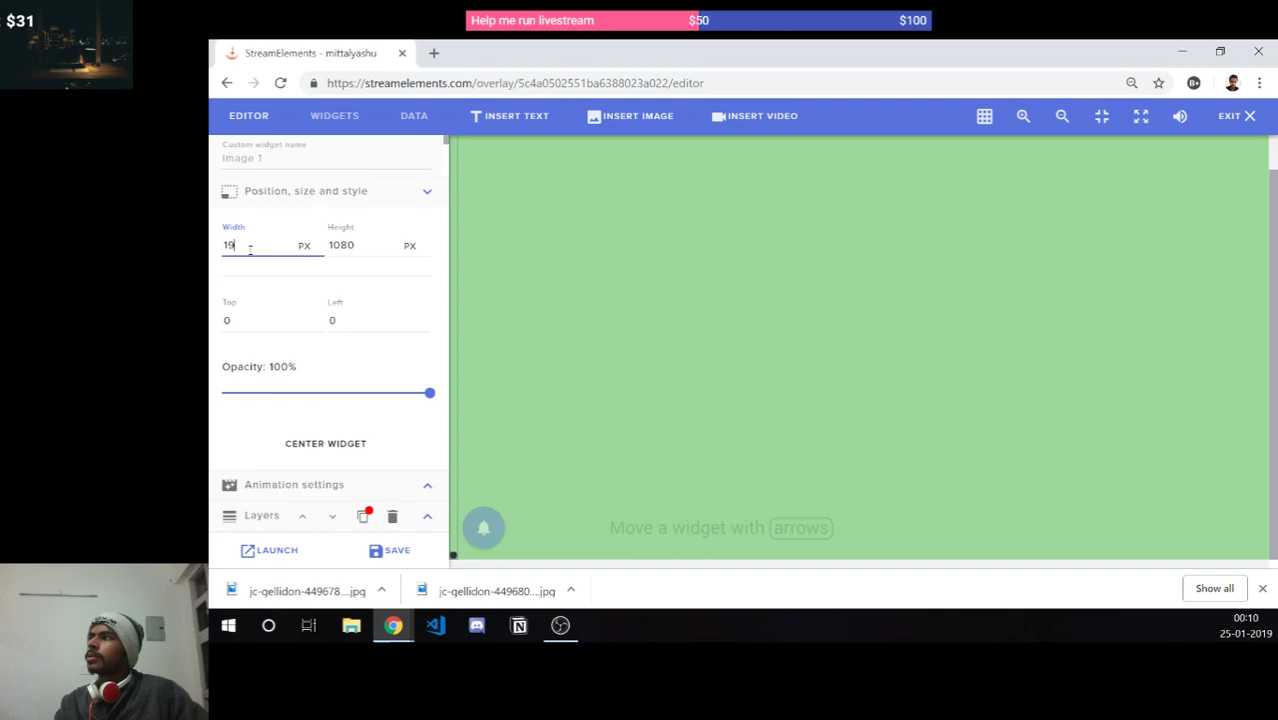 : $31
Help me run livestream $50 $100
StreamElements - mittalyashu
https://streamelements.com/overlay/5c4a0502551ba6388023a022/editor
EDITOR WIDGETS DATA INSERT TEXT INSERT IMAGE INSERT VIDEO EXIT
Custom widget name
Image 1
Position, size and style
Width Height
19 PX 1080 PX
Top Left
0 0
Opacity: 100%
CENTER WIDGET
Animation settings
Layers
Move a widget with arrows
LAUNCH SAVE
jc-gellidon-449678....jpg jc-gellidon-449680....jpg Show all
00:10
25-01-2019